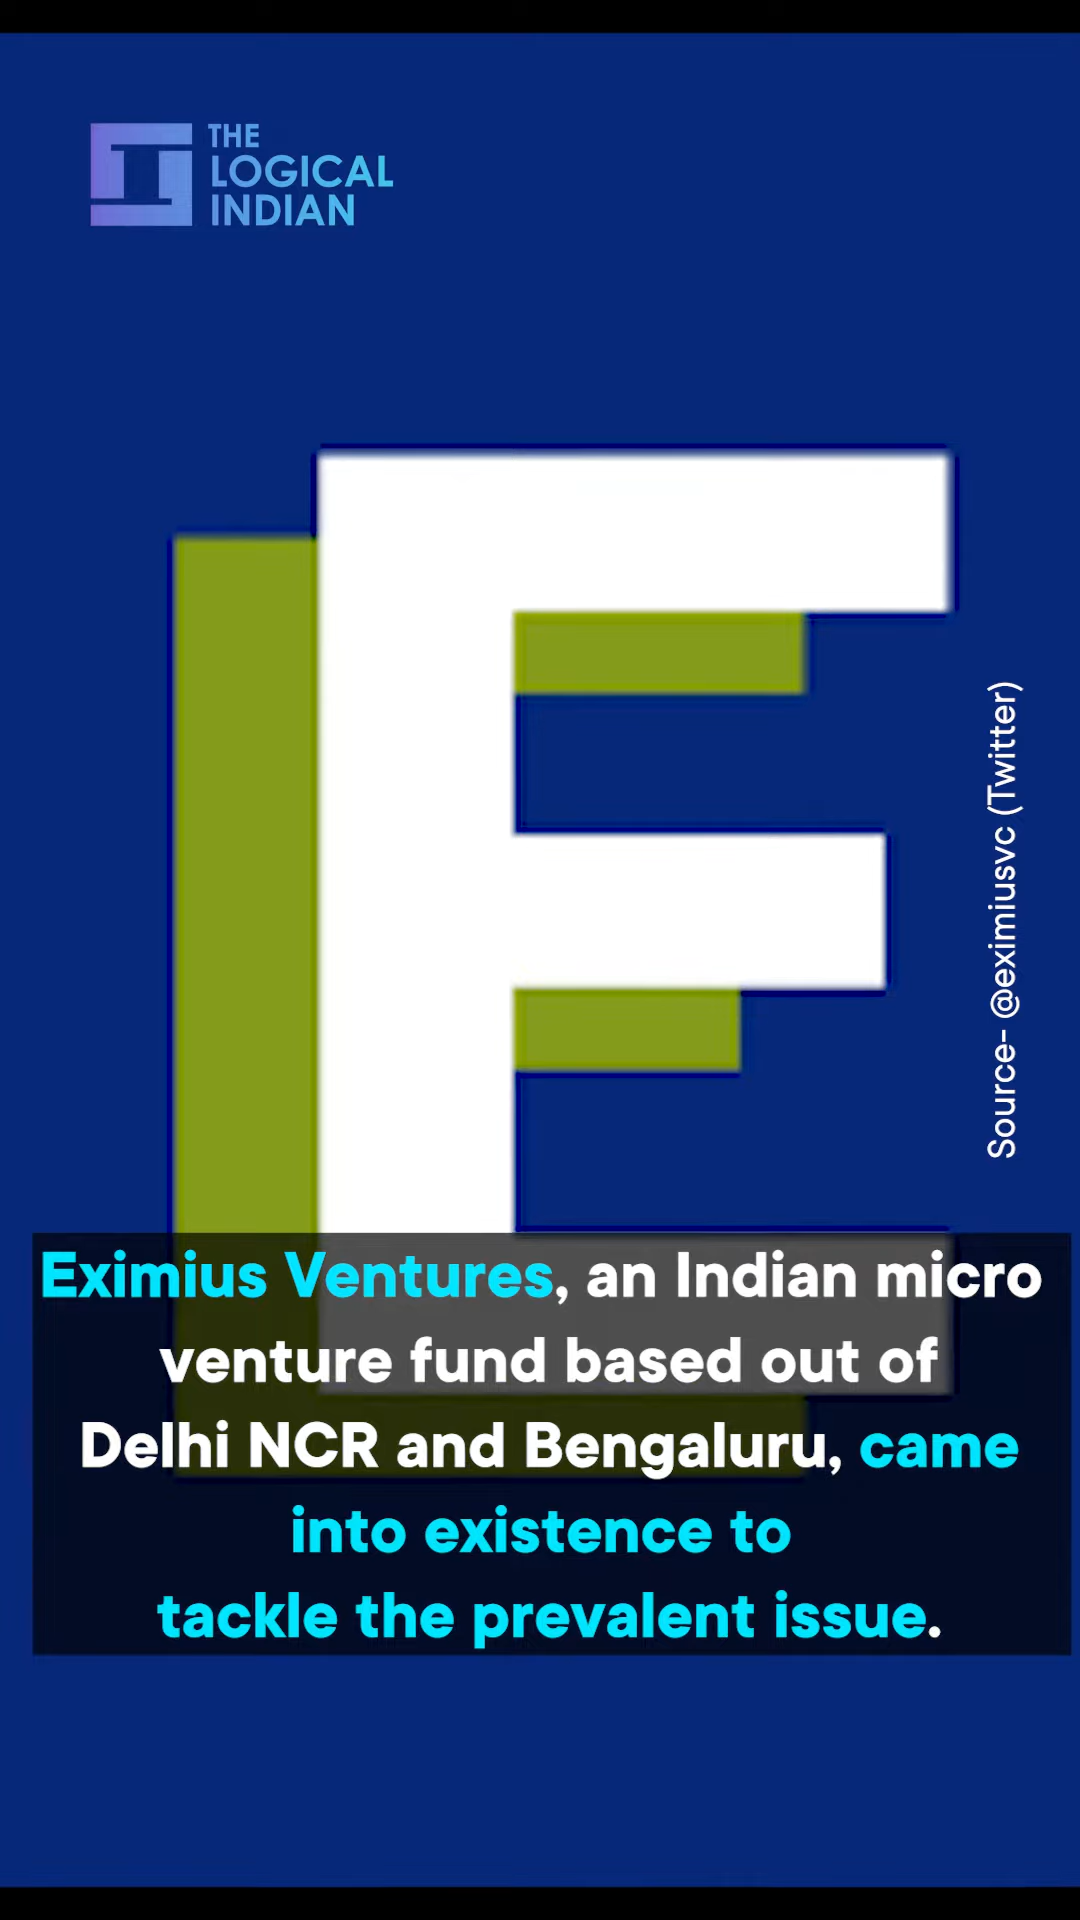 THE
LOGICAL
INDIAN
Source- @eximiusvc (Twitter)
Eximius Ventures, an Indian micro
venture fund based out of
Delhi NCR and Bengaluru, came
into existence to
tackle the prevalent issue.